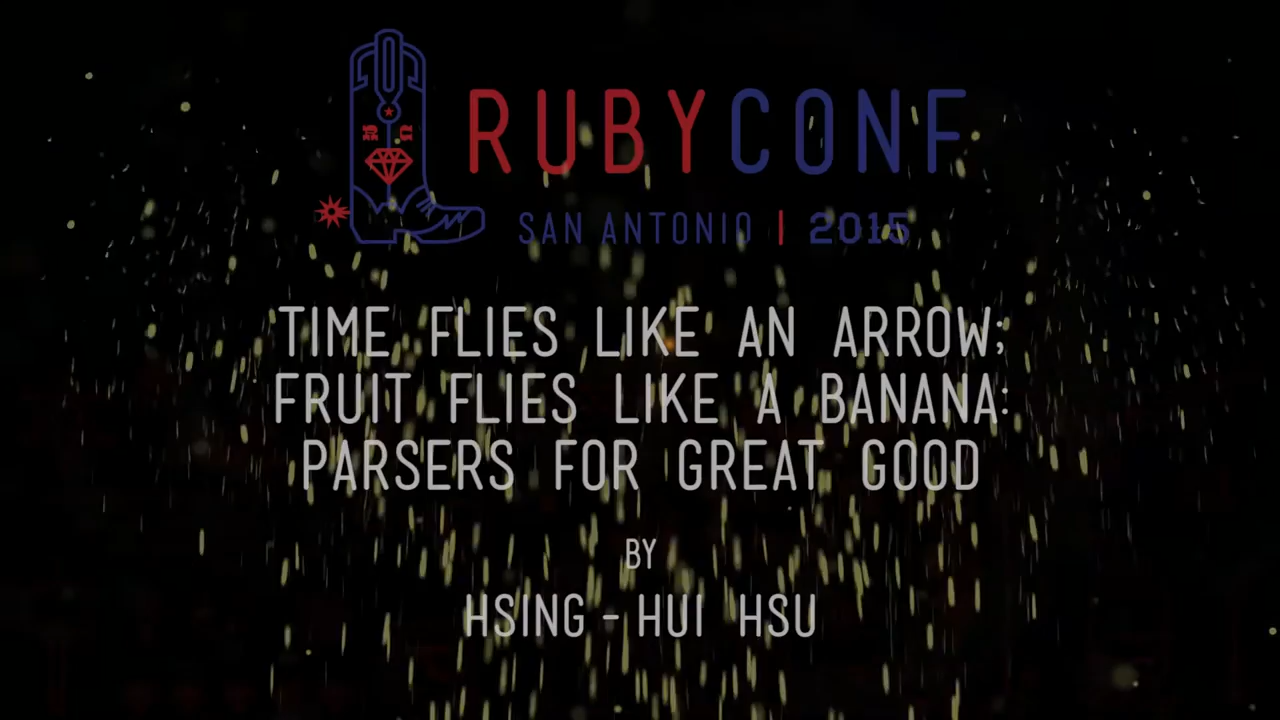 RUBYCONF
R C
SAN ANTONIO | 2015
TIME FLIES LIKE AN ARROW;
FRUIT FLIES LIKE A BANANA:
PARSERS FOR GREAT GOOD
BY
HSING-HUI HSU